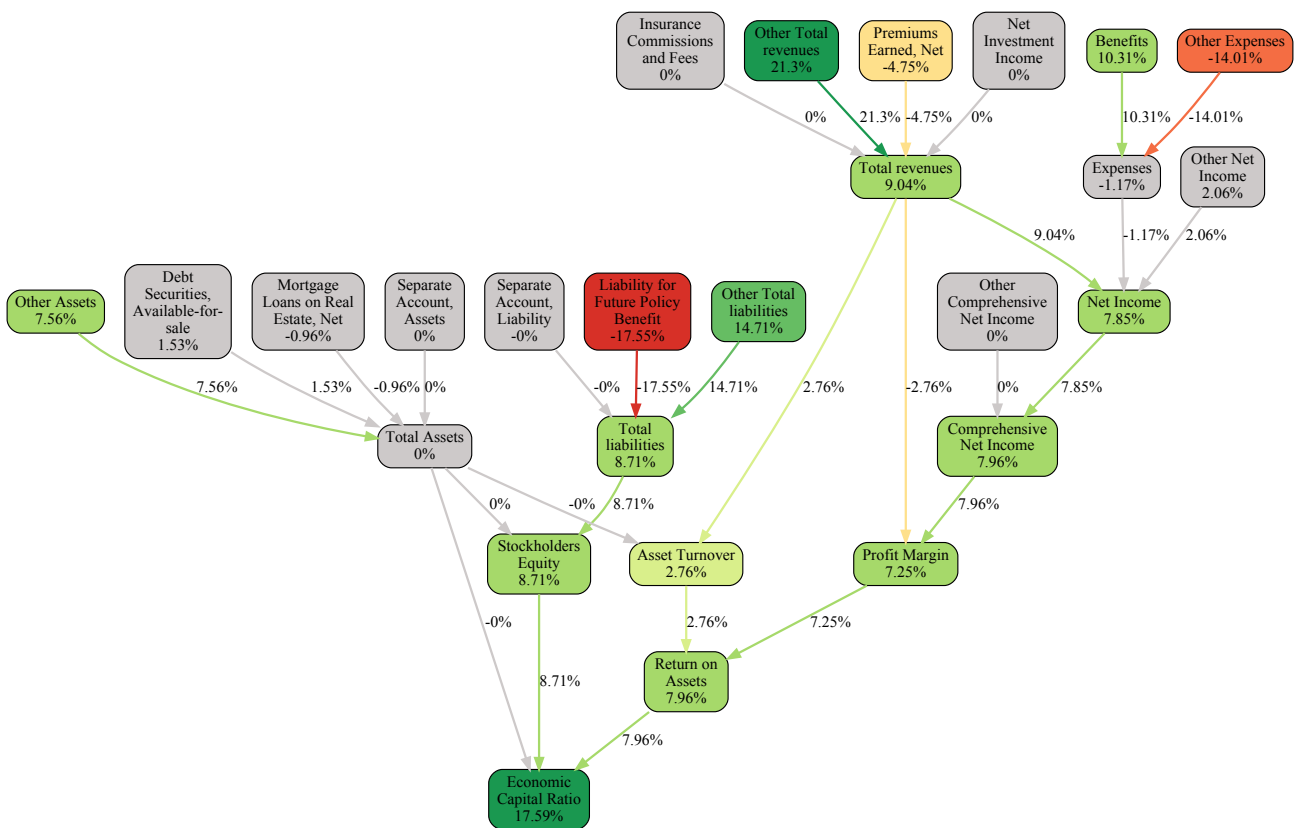 Insurance
Commissions
and Fees
0%
Other Total
revenues
21.3%
Premiums
Earned, Net
-4.75%
Net
Investment
Income
0%
Benefits
10.31%
Other Expenses
-14.01%
0%
21.3%
-4.75%
0%
10.31%
-14.01%
Total revenues
9.04%
Expenses
-1.17%
Other Net
Income
2.06%
9.04%
-1.17%
2.06%
Other Assets
7.56%
Debt
Securities,
Available-for-
sale
1.53%
Mortgage
Loans on Real
Estate, Net
-0.96%
Separate
Account,
Assets
0%
Separate
Account,
Liability
-0%
Liability for
Future Policy
Benefit
-17.55%
Other Total
liabilities
14.71%
Other
Comprehensive
Net Income
0%
Net Income
7.85%
7.56%
1.53%
-0.96%
0%
-0%
-17.55%
14.71%
2.76%
-2.76%
0%
7.85%
Total Assets
0%
Total
liabilities
8.71%
Comprehensive
Net Income
7.96%
0%
-0%
8.71%
7.96%
Stockholders
Equity
8.71%
Asset Turnover
2.76%
Profit Margin
7.25%
-0%
2.76%
7.25%
8.71%
Return on
Assets
7.96%
7.96%
Economic
Capital Ratio
17.59%